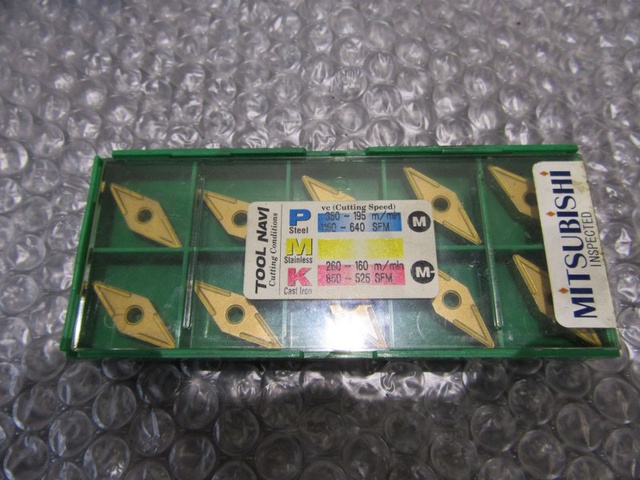 TOOL NAVI
Cutting Conditions
vc (Cutting Speed)
P
Steel
350 - 195 m/min
- 640 SFM
M
M
Stainless
K
Cast Iron
260 - 160 m/min
850 - 525 SFM
M
MITSUBISHI
INSPECTED